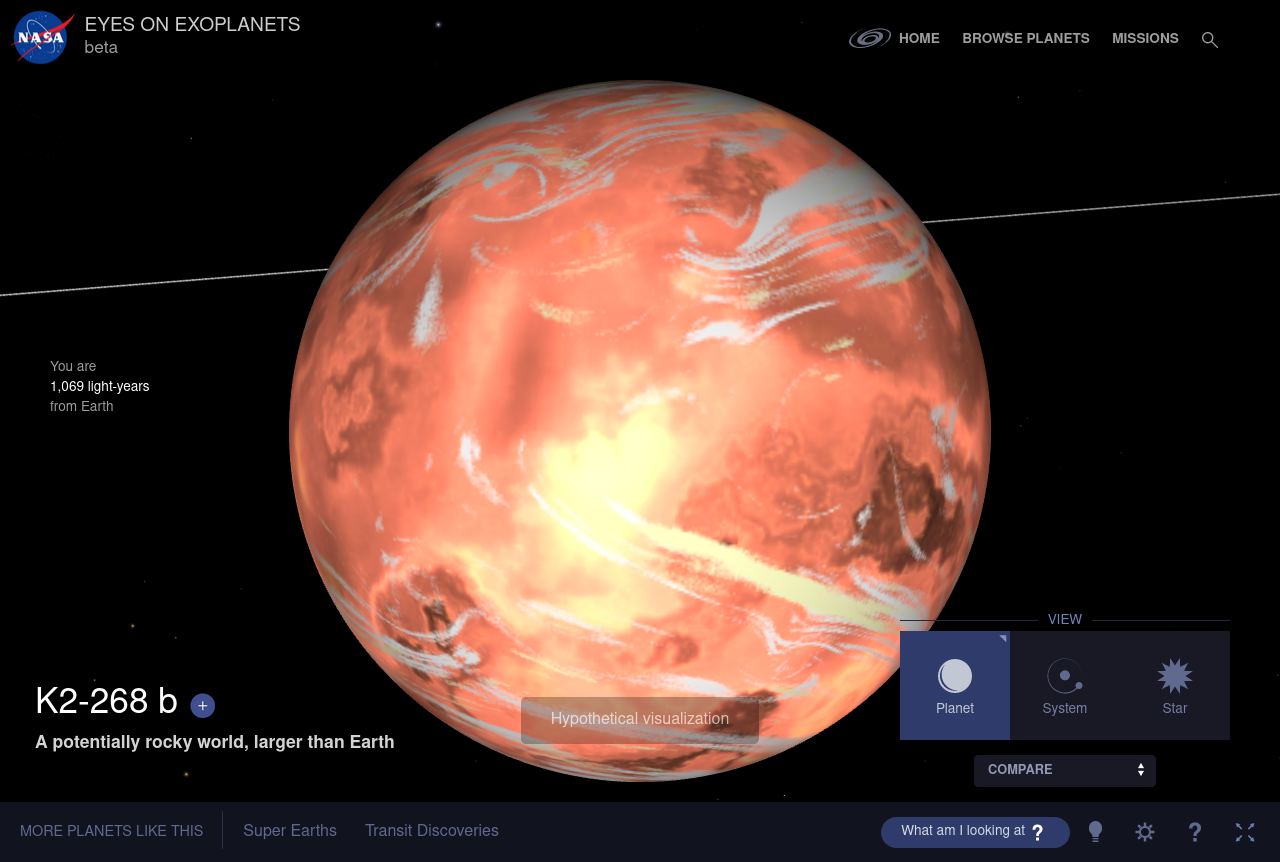 NASA
EYES ON EXOPLANETS
beta
HOME
BROWSE PLANETS
MISSIONS
You are
1,069 light-years
from Earth
K2-268 b +
A potentially rocky world, larger than Earth
Hypothetical visualization
VIEW
Planet
System
Star
COMPARE
MORE PLANETS LIKE THIS
Super Earths
Transit Discoveries
What am I looking at ?
?